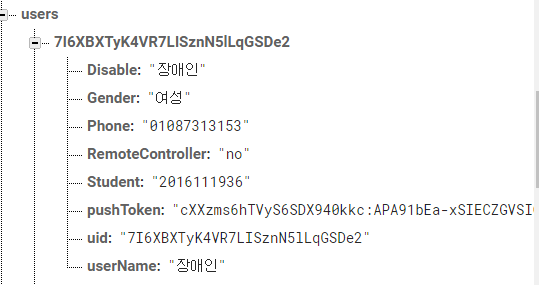 users
7I6XBXTyK4VR7LISznN5lLqGSDe2
Disable: "장애인"
Gender: "여성"
Phone: "01087313153"
RemoteController: "no"
Student: "2016111936"
pushToken: "cXXzms6hTVyS6SDX940kkc:APA91bEa-xSIECZGVSI
uid: "7I6XBXTyK4VR7LISznN5lLqGSDe2"
userName: "장애인"